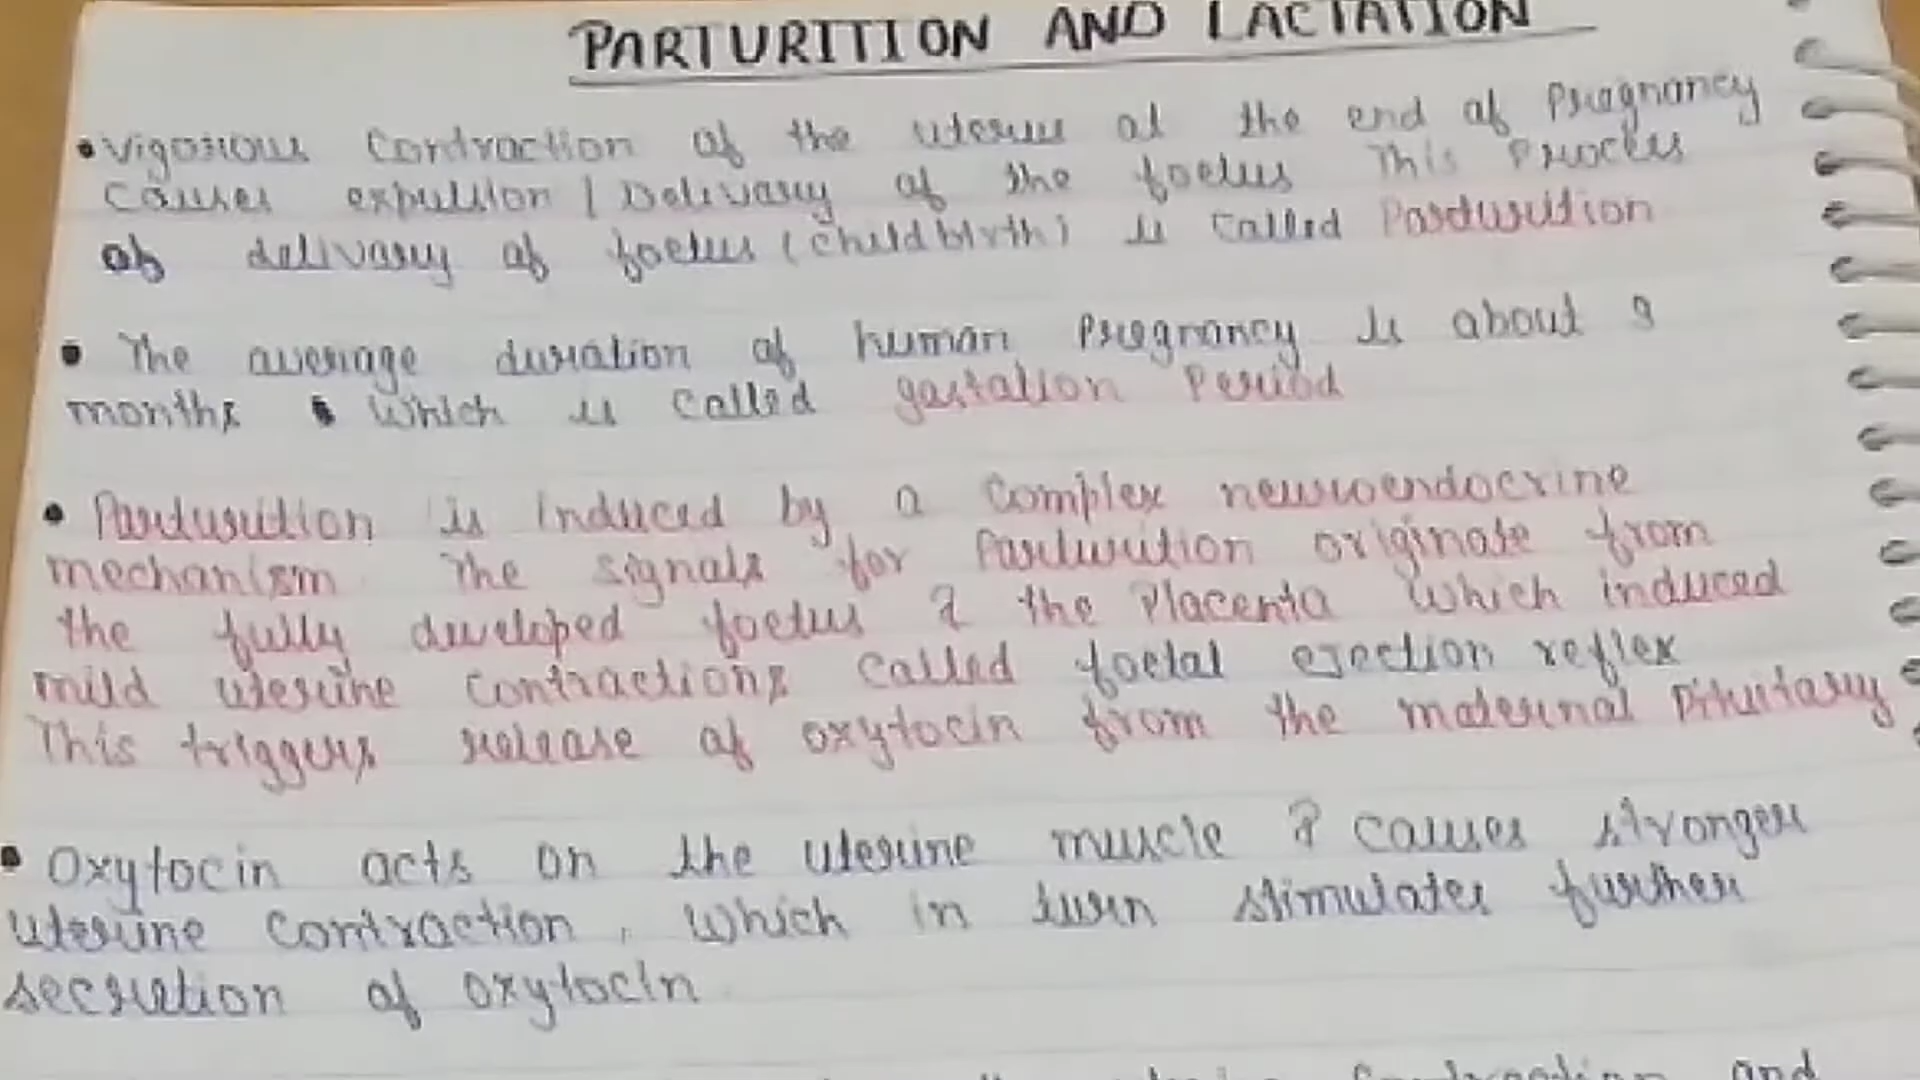 PARTURITION AND LACTATION
• Vigorous Contraction of the uterus at the end of Pregnancy
causes expulsion / Delivary of the foetus This Process
of delivary of foetus (childbirth) is called Parturition
• The average duration of human Pregnancy is about 9
months which is called gastation Period
• Parturition is induced by a Complex neuroendocrine
mechanism The signals for Parturition originate from
the fully developed foetus & the Placenta which induced
mild uterine Contractions called foetal ejection reflex
This triggers release of oxytocin from the maternal Pitutary
• Oxytocin acts on the uterine muscle & causes stronger
uterine Contraction, which in turn stimulates further
secretion of oxytocin
and